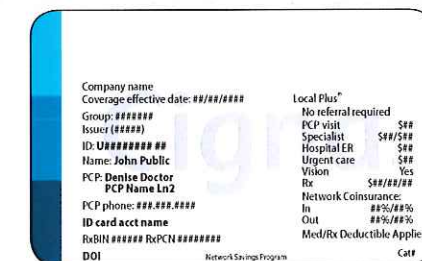 Company name
Coverage effective date: ##/##/####
Group: #######
Issuer (#####)
ID: U######## ##
Name: John Public
PCP: Denise Doctor
PCP Name Ln2
PCP phone: ###.###.####
ID card acct name
RxBIN ###### RxPCN ########
DOI
Network Savings Program
Local Plus®
No referral required
PCP visit $##
Specialist $##/$##
Hospital ER $##
Urgent care $##
Vision Yes
Rx $##/##/##
Network Coinsurance:
In ##%/##%
Out ##%/##%
Med/Rx Deductible Applie
Cat#